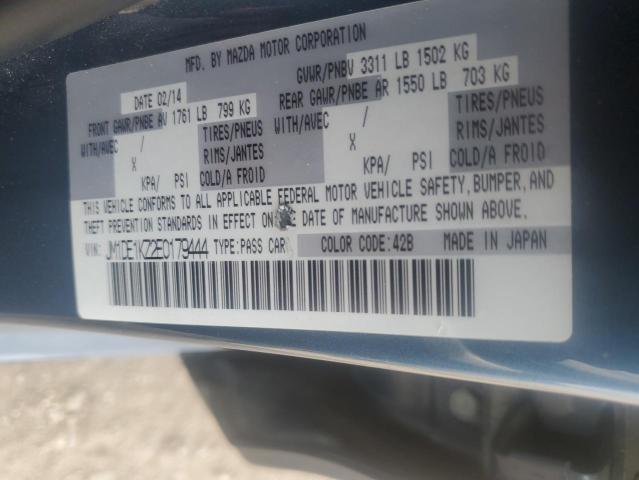 MFD. BY MAZDA MOTOR CORPORATION
DATE 02/14 GVWR/PNBV 3311 LB 1502 KG
FRONT GAWR/PNBE AV 1761 LB 799 KG REAR GAWR/PNBE AR 1550 LB 703 KG
WITH/AVEC / TIRES/PNEUS WITH/AVEC / TIRES/PNEUS
X RIMS/JANTES X RIMS/JANTES
KPA/ PSI COLD/A FROID KPA/ PSI COLD/A FROID
THIS VEHICLE CONFORMS TO ALL APPLICABLE FEDERAL MOTOR VEHICLE SAFETY, BUMPER, AND
THEFT PREVENTION STANDARDS IN EFFECT ON DATE OF MANUFACTURE SHOWN ABOVE.
VIN: JM1DE1KZ2E0179444 TYPE:PASS CAR COLOR CODE:42B MADE IN JAPAN